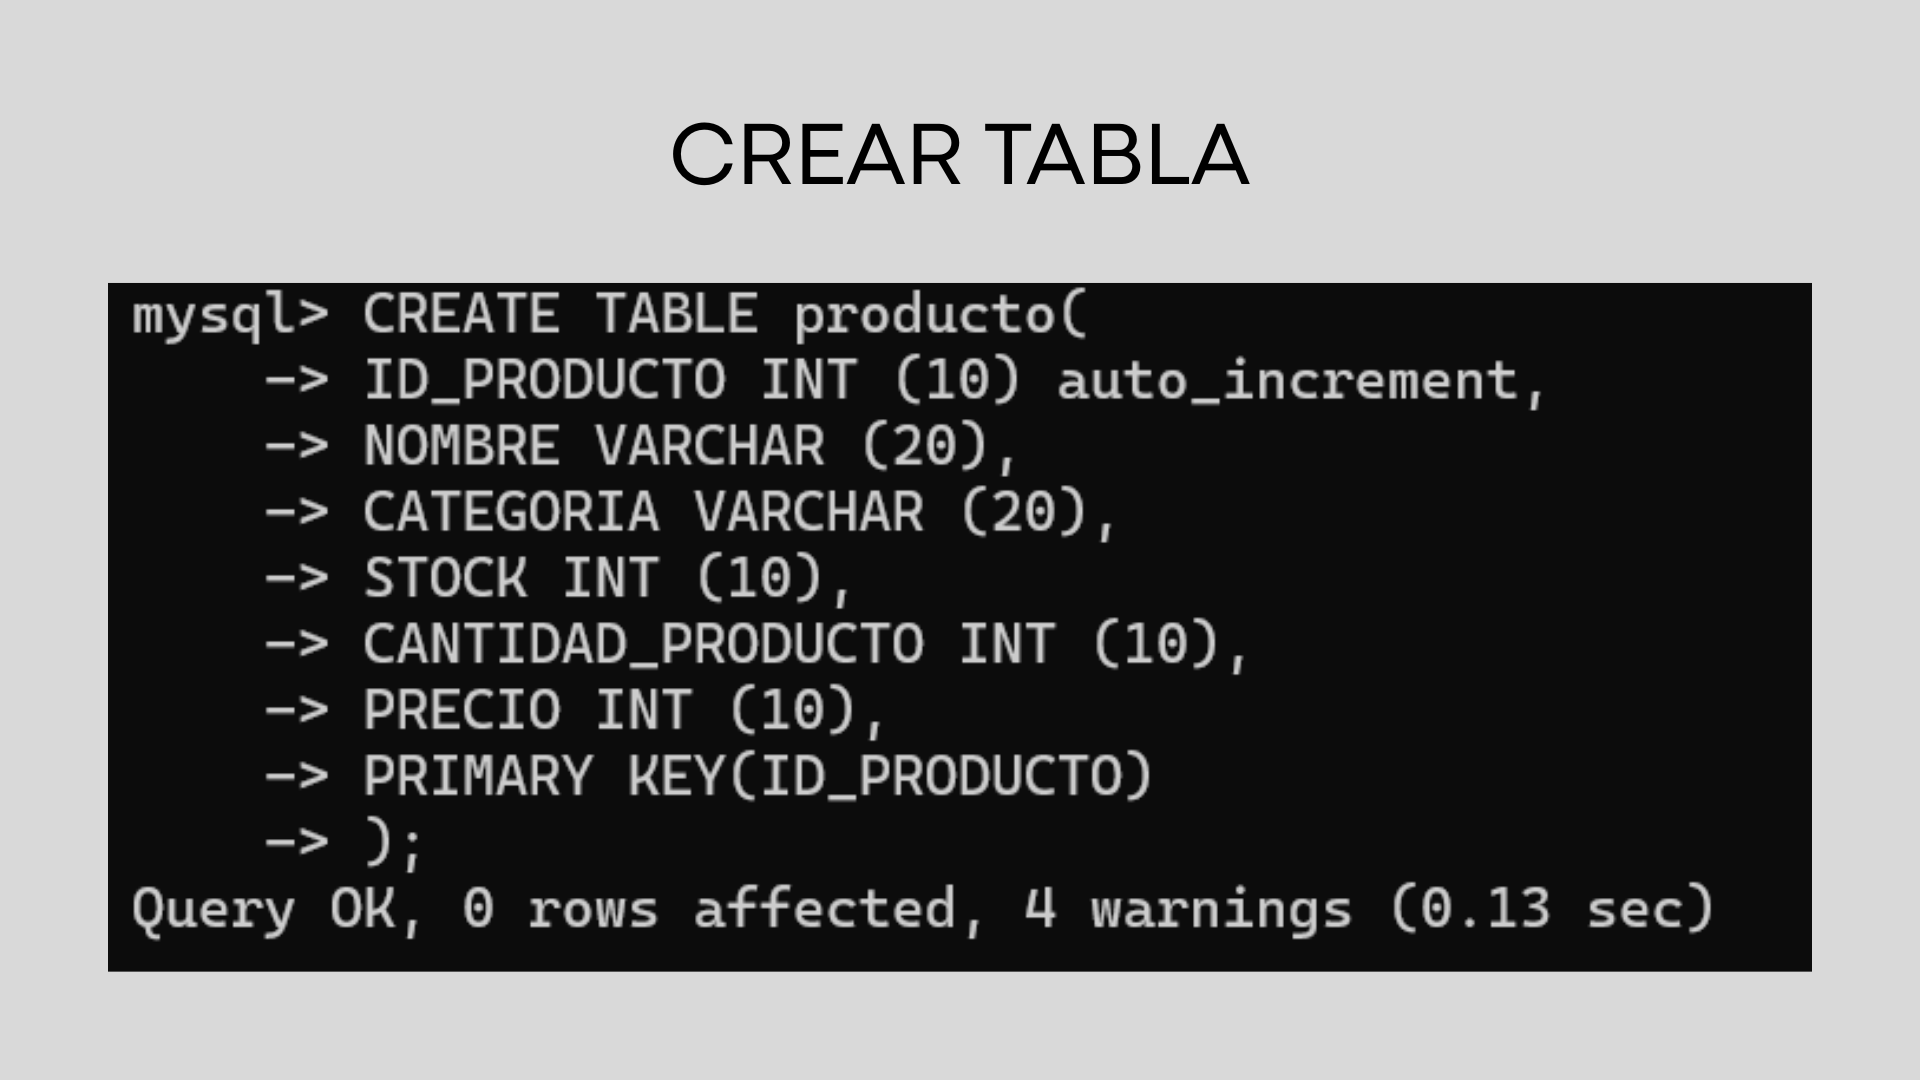 CREAR TABLA
mysql> CREATE TABLE producto(
-> ID_PRODUCTO INT (10) auto_increment,
-> NOMBRE VARCHAR (20),
-> CATEGORIA VARCHAR (20),
-> STOCK INT (10),
-> CANTIDAD_PRODUCTO INT (10),
-> PRECIO INT (10),
-> PRIMARY KEY(ID_PRODUCTO)
-> );
Query OK, 0 rows affected, 4 warnings (0.13 sec)